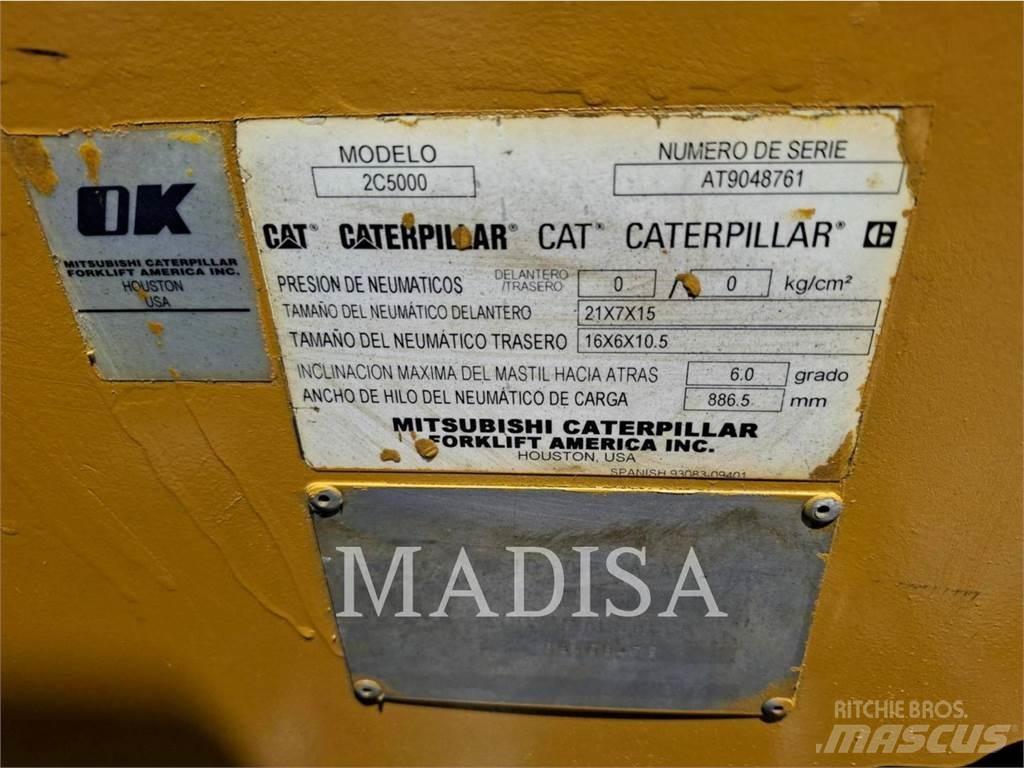 OK
MITSUBISHI CATERPILLAR
FORKLIFT AMERICA INC.
HOUSTON
USA
MODELO
2C5000
NUMERO DE SERIE
AT9048761
CAT® CATERPILLAR® CAT® CATERPILLAR®
PRESION DE NEUMATICOS DELANTERO /TRASERO 0 / 0 kg/cm²
TAMAÑO DEL NEUMÁTICO DELANTERO 21X7X15
TAMAÑO DEL NEUMÁTICO TRASERO 16X6X10.5
INCLINACION MAXIMA DEL MASTIL HACIA ATRAS 6.0 grado
ANCHO DE HILO DEL NEUMÁTICO DE CARGA 886.5 mm
MITSUBISHI CATERPILLAR
FORKLIFT AMERICA INC.
HOUSTON, USA
SPANISH 93083-09401
MADISA
RITCHIE BROS.
MASCUS